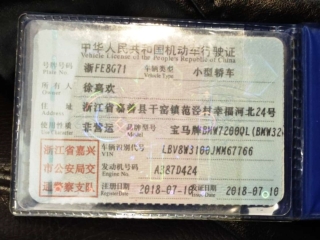 中华人民共和国机动车行驶证
Vehicle License of the People's Republic of China
号牌号码 浙FE8G71 车辆类型 小型轿车
Plate No. Vehicle Type
所有人 徐高欢
Owner
住址 浙江省嘉善县干窑镇范泾村幸福河北24号
Address
使用性质 非营运 品牌型号 宝马牌BMW7200QL(BMW32
Use Character Model
浙江省嘉兴 车辆识别代号 LBV8W3100JMM67766
VIN
市公安局交 发动机号码 A387D424
Engine No.
通警察支队 注册日期 2018-07-10 发证日期 2018-07-10
Register Date Issue Date